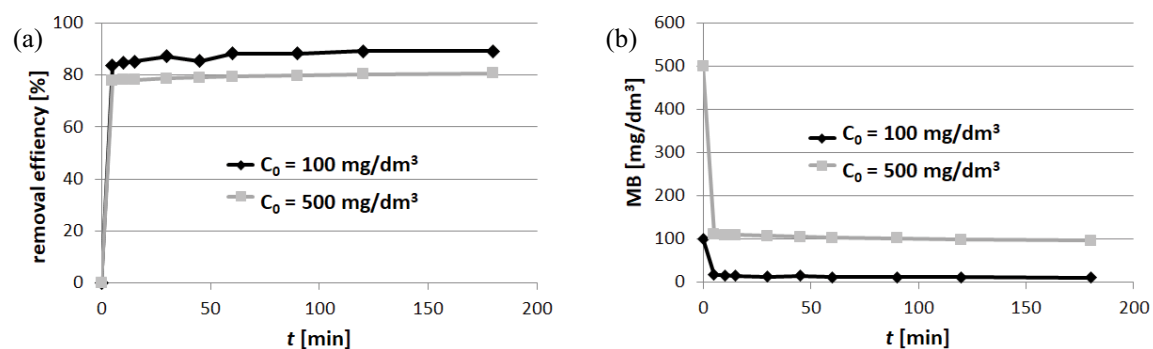 (a)
removal effiency [%]
100
80
60
40
20
0
C₀ = 100 mg/dm³
C₀ = 500 mg/dm³
0 50 100 150 200
t [min]
(b)
MB [mg/dm³]
600
500
400
300
200
100
0
C₀ = 100 mg/dm³
C₀ = 500 mg/dm³
0 50 100 150 200
t [min]